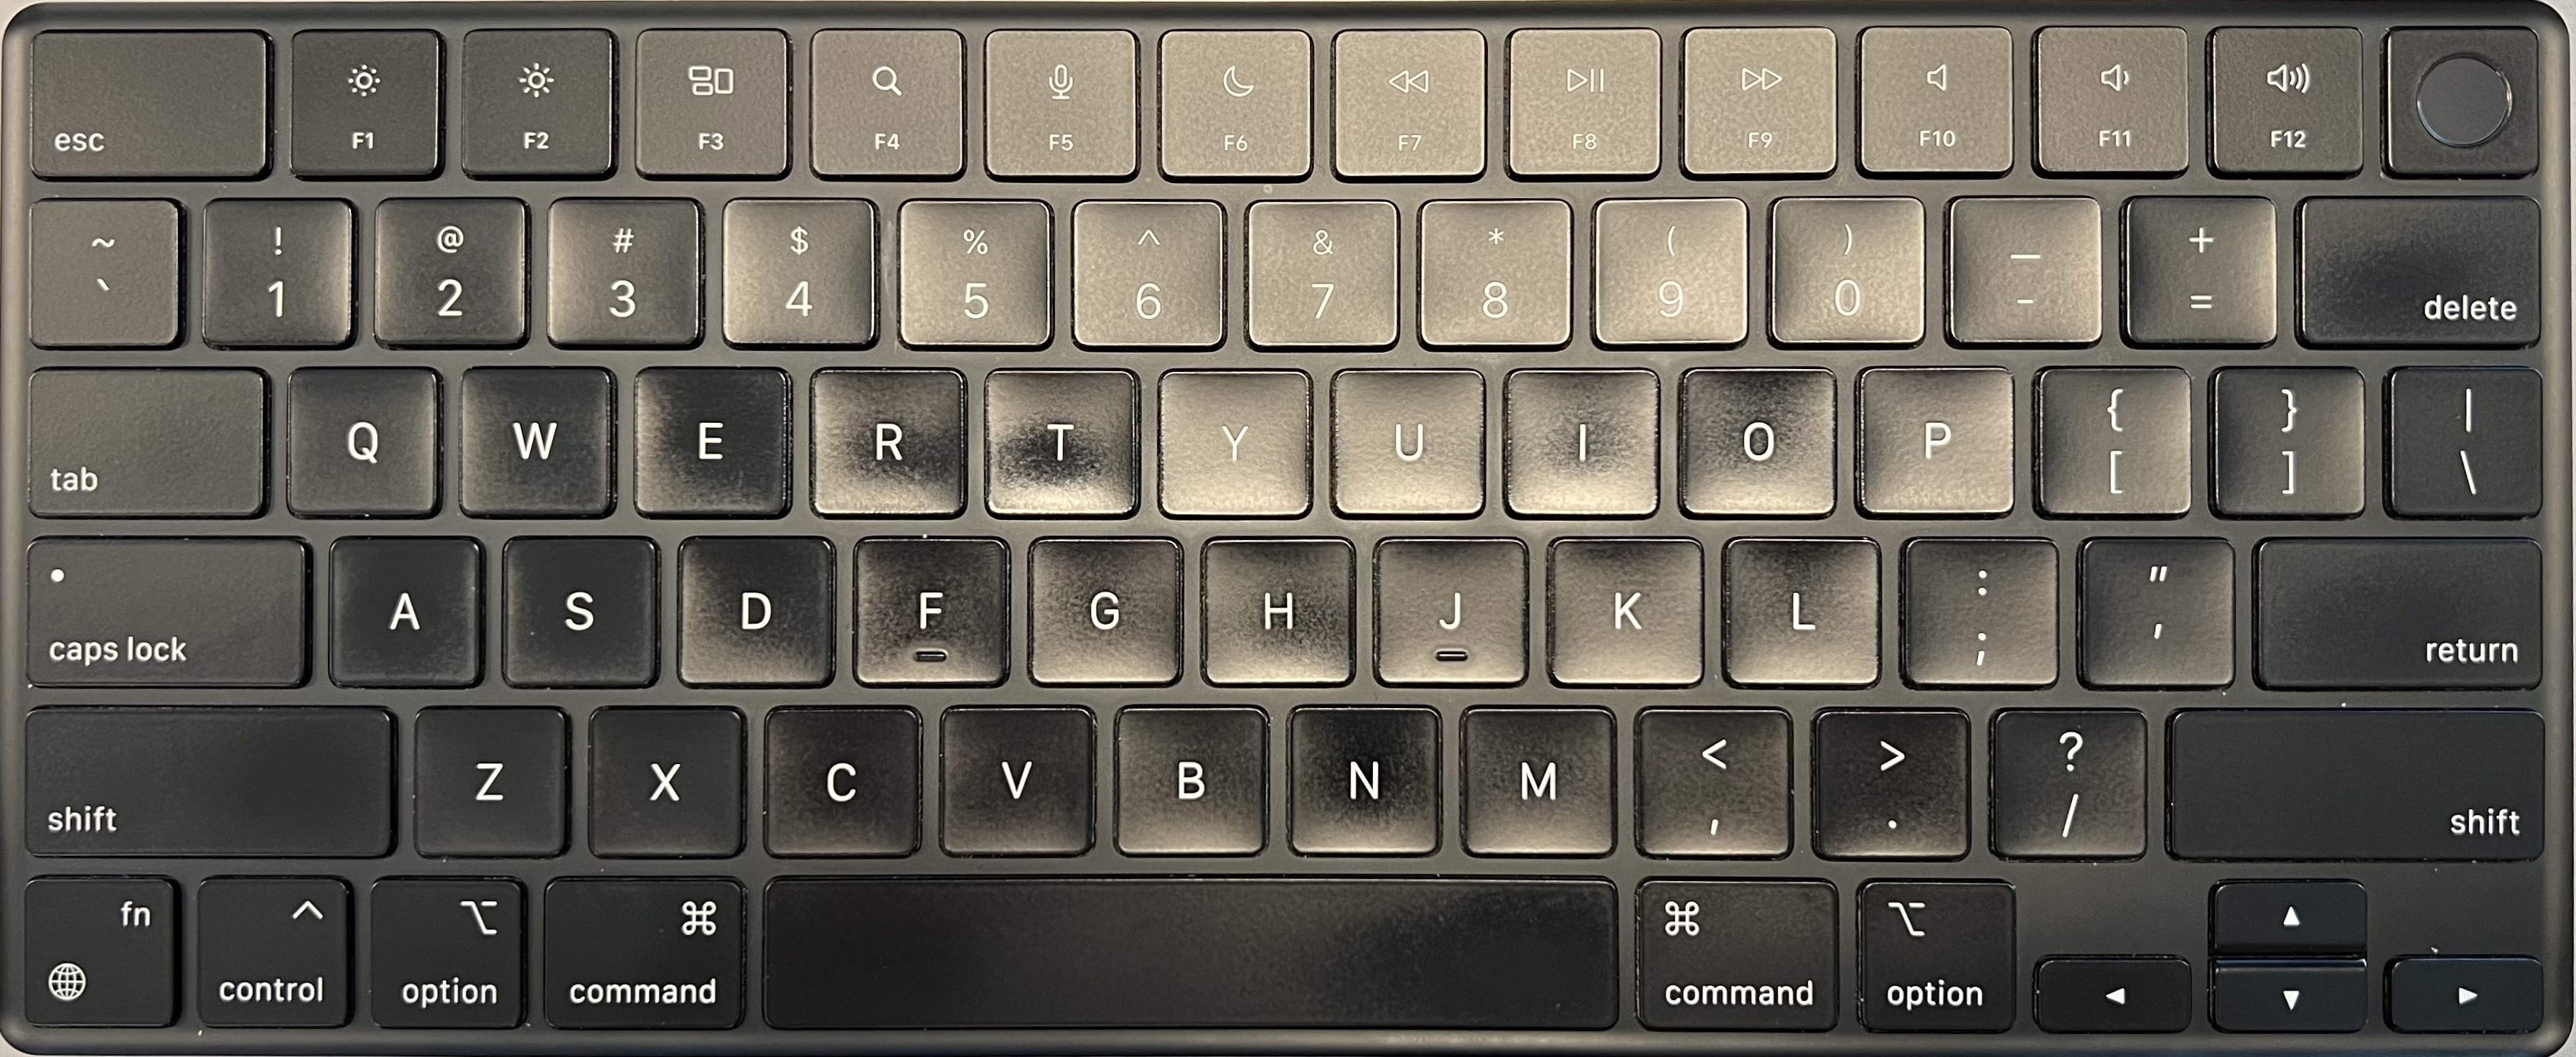 esc F1 F2 F3 F4 F5 F6 F7 F8 F9 F10 F11 F12
~ ! @ # $ % ^ & * ( ) _ +
` 1 2 3 4 5 6 7 8 9 0 - = delete
tab Q W E R T Y U I O P { } |
[ ] \
caps lock A S D F G H J K L : "
; ' return
shift Z X C V B N M < > ?
, . / shift
fn ^ ⌥ ⌘ ⌘ ⌥ ▲
control option command command option ◀ ▼ ▶